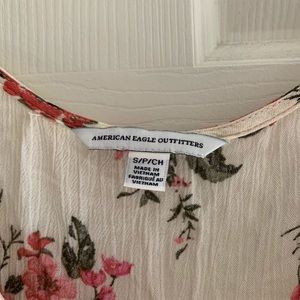 AMERICAN EAGLE OUTFITTERS
S/P/CH
MADE IN
VIETNAM
FABRIQUÉ AU
VIETNAM